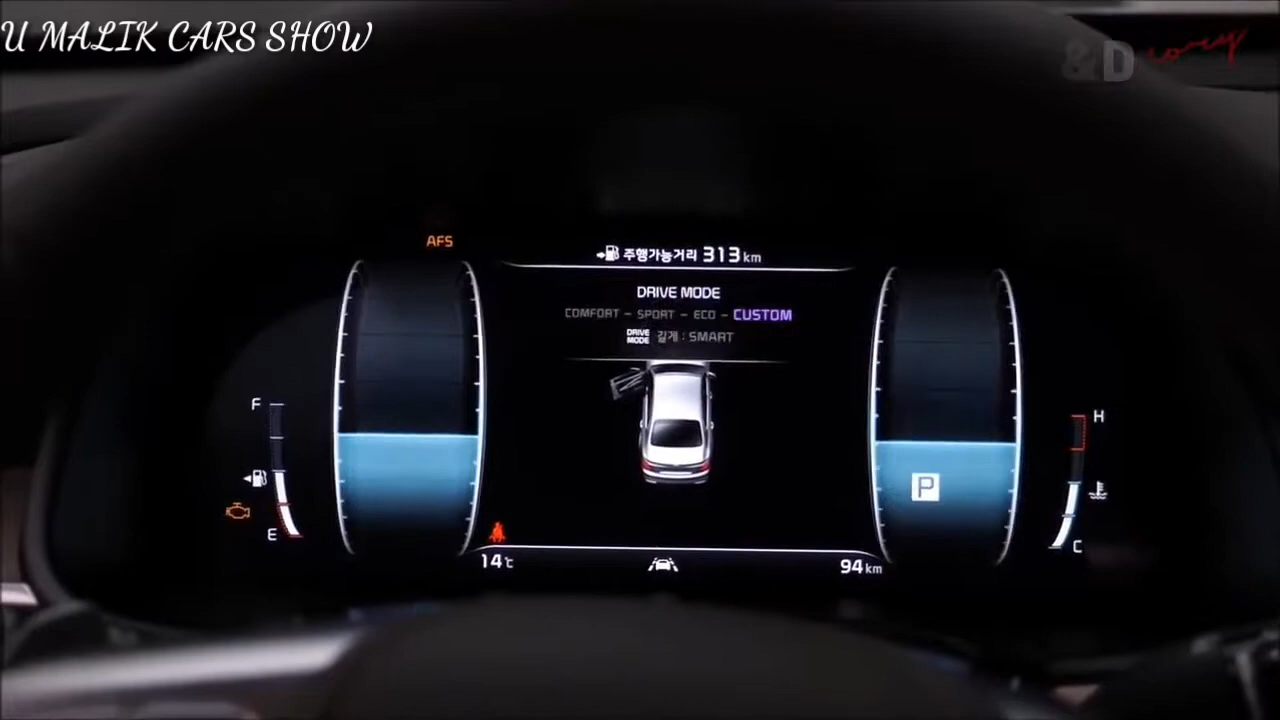 U MALIK CARS SHOW
&D
AFS
주행가능거리 313 km
DRIVE MODE
COMFORT - SPORT - ECO - CUSTOM
DRIVE MODE 길게 : SMART
F
H
P
E
C
14°C
94 km